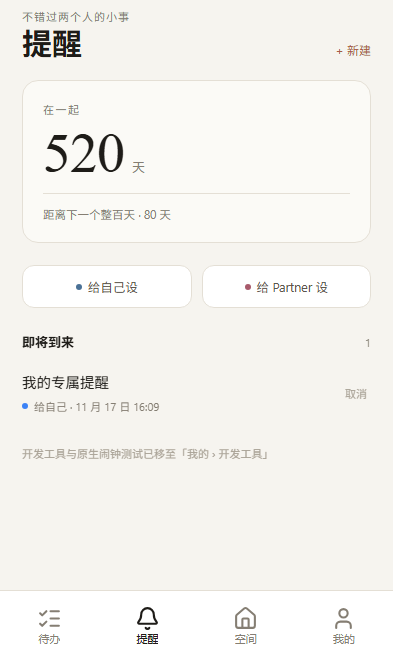 不错过两个人的小事
提醒
+ 新建
在一起
520 天
距离下一个整百天 · 80 天
给自己设
给 Partner 设
即将到来
1
我的专属提醒
给自己 · 11 月 17 日 16:09
取消
开发工具与原生闹钟测试已移至「我的 › 开发工具」
待办
提醒
空间
我的